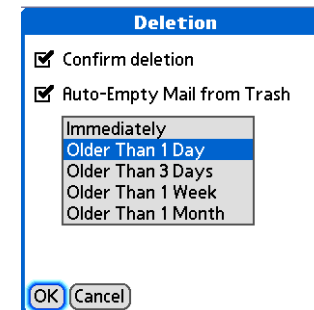 Deletion
Confirm deletion
Auto-Empty Mail from Trash
Immediately
Older Than 1 Day
Older Than 3 Days
Older Than 1 Week
Older Than 1 Month
OK Cancel